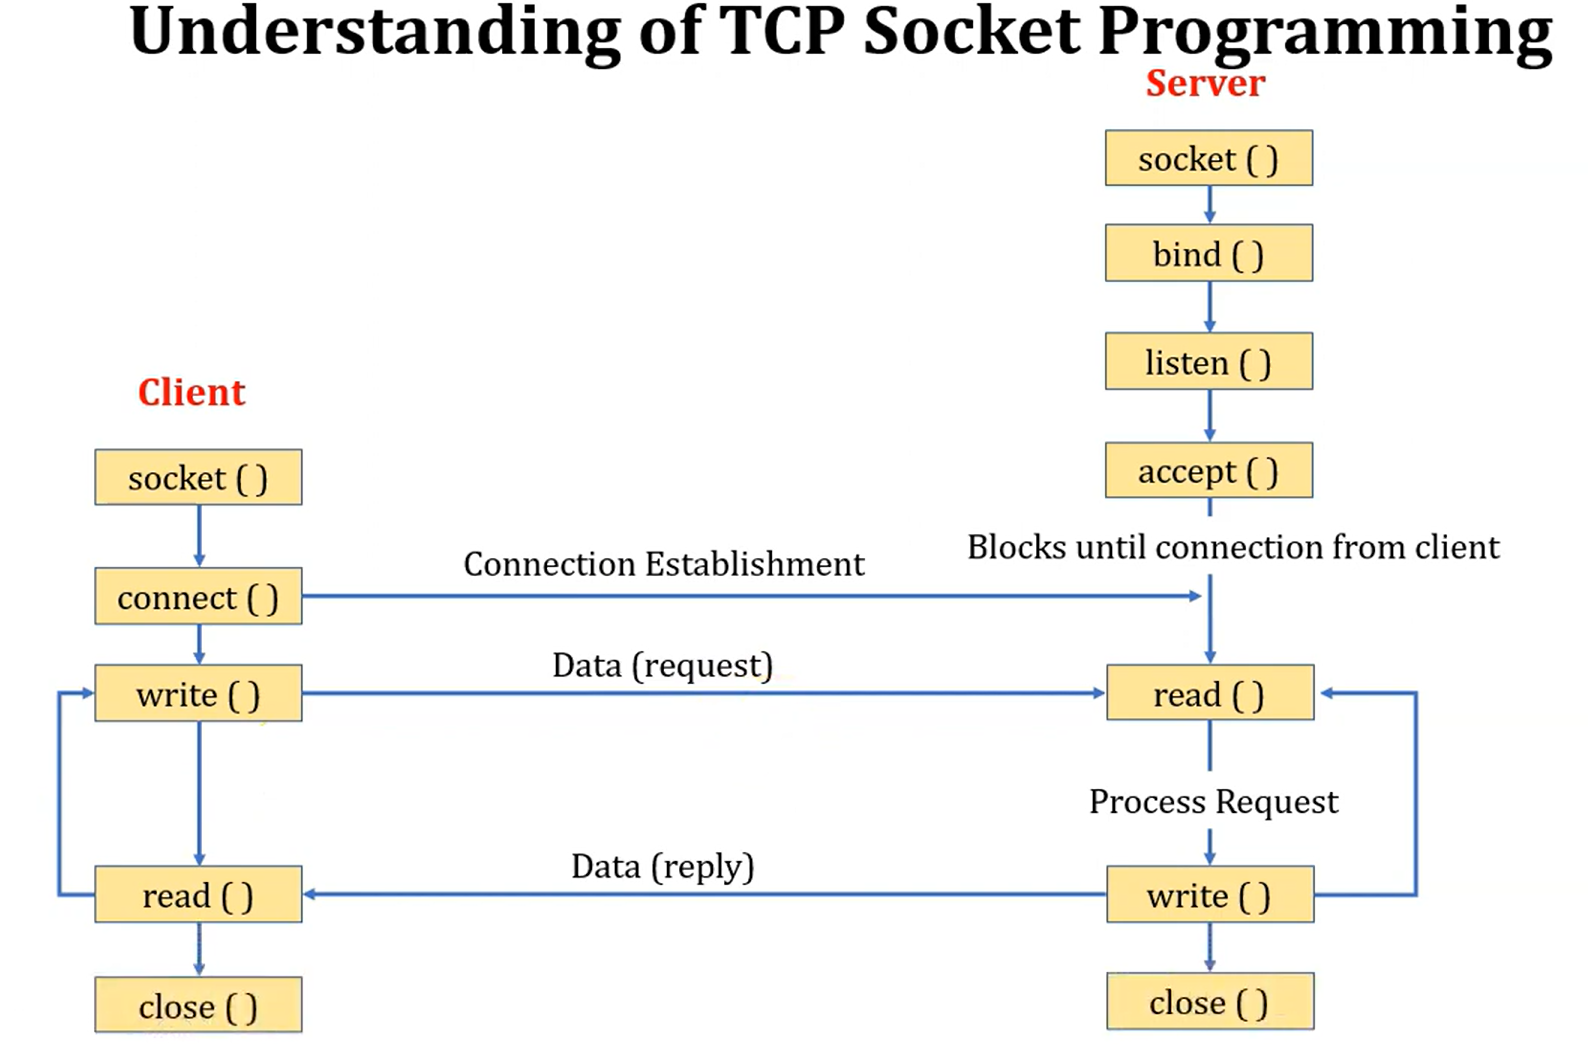 Understanding of TCP Socket Programming
Server
socket ( )
bind ( )
listen ( )
accept ( )
Blocks until connection from client
Client
socket ( )
connect ( )
Connection Establishment
write ( )
Data (request)
read ( )
Process Request
read ( )
Data (reply)
write ( )
close ( )
close ( )